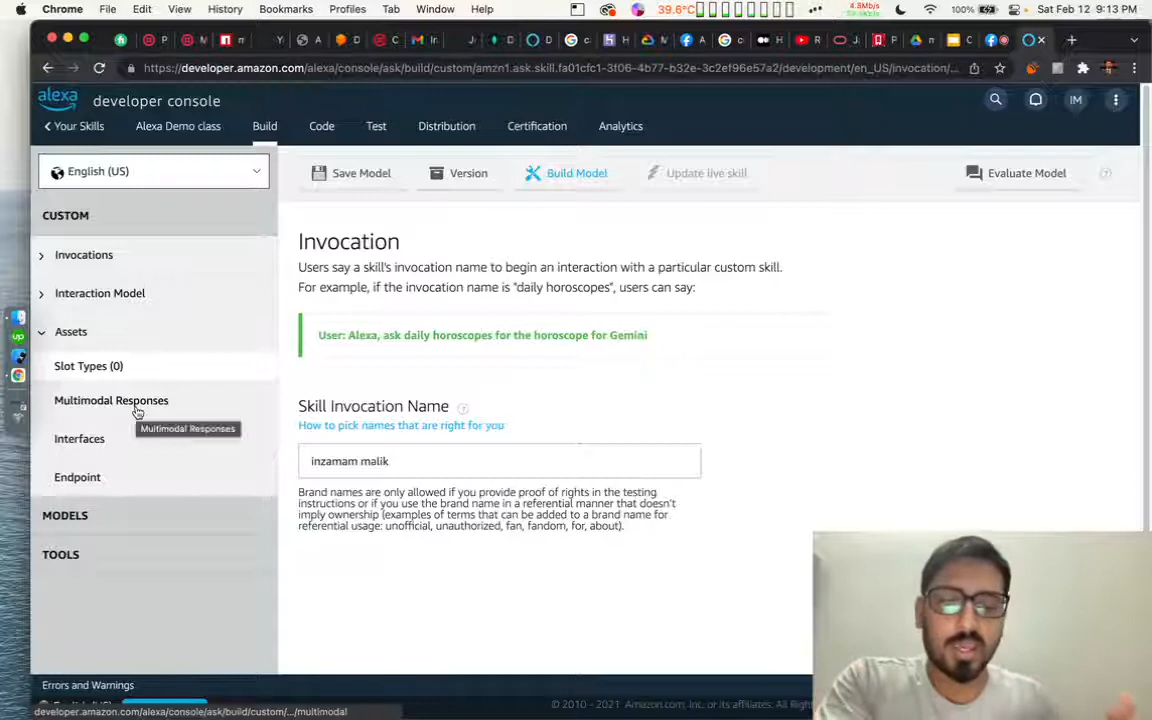 Chrome File Edit View History Bookmarks Profiles Tab Window Help 39.6°C 100% Sat Feb 12 9:13 PM
https://developer.amazon.com/alexa/console/ask/build/custom/amzn1.ask.skill.fa01cfc1-3f06-4b77-b32e-3c2ef96e57a2/development/en_US/invocation/...
alexa developer console IM
Your Skills Alexa Demo class Build Code Test Distribution Certification Analytics
English (US) Save Model Version Build Model Update live skill Evaluate Model
CUSTOM
Invocations
Interaction Model
Assets
Slot Types (0)
Multimodal Responses
Multimodal Responses
Interfaces
Endpoint
MODELS
TOOLS
Invocation
Users say a skill's invocation name to begin an interaction with a particular custom skill.
For example, if the invocation name is "daily horoscopes", users can say:
User: Alexa, ask daily horoscopes for the horoscope for Gemini
Skill Invocation Name
How to pick names that are right for you
inzamam malik
Brand names are only allowed if you provide proof of rights in the testing
instructions or if you use the brand name in a referential manner that doesn't
imply ownership (examples of terms that can be added to a brand name for
referential usage: unofficial, unauthorized, fan, fandom, for, about).
Errors and Warnings
© 2010 - 2021 Amazon.com, Inc. or its affiliates. All Righ
developer.amazon.com/alexa/console/ask/build/custom/.../multimodal